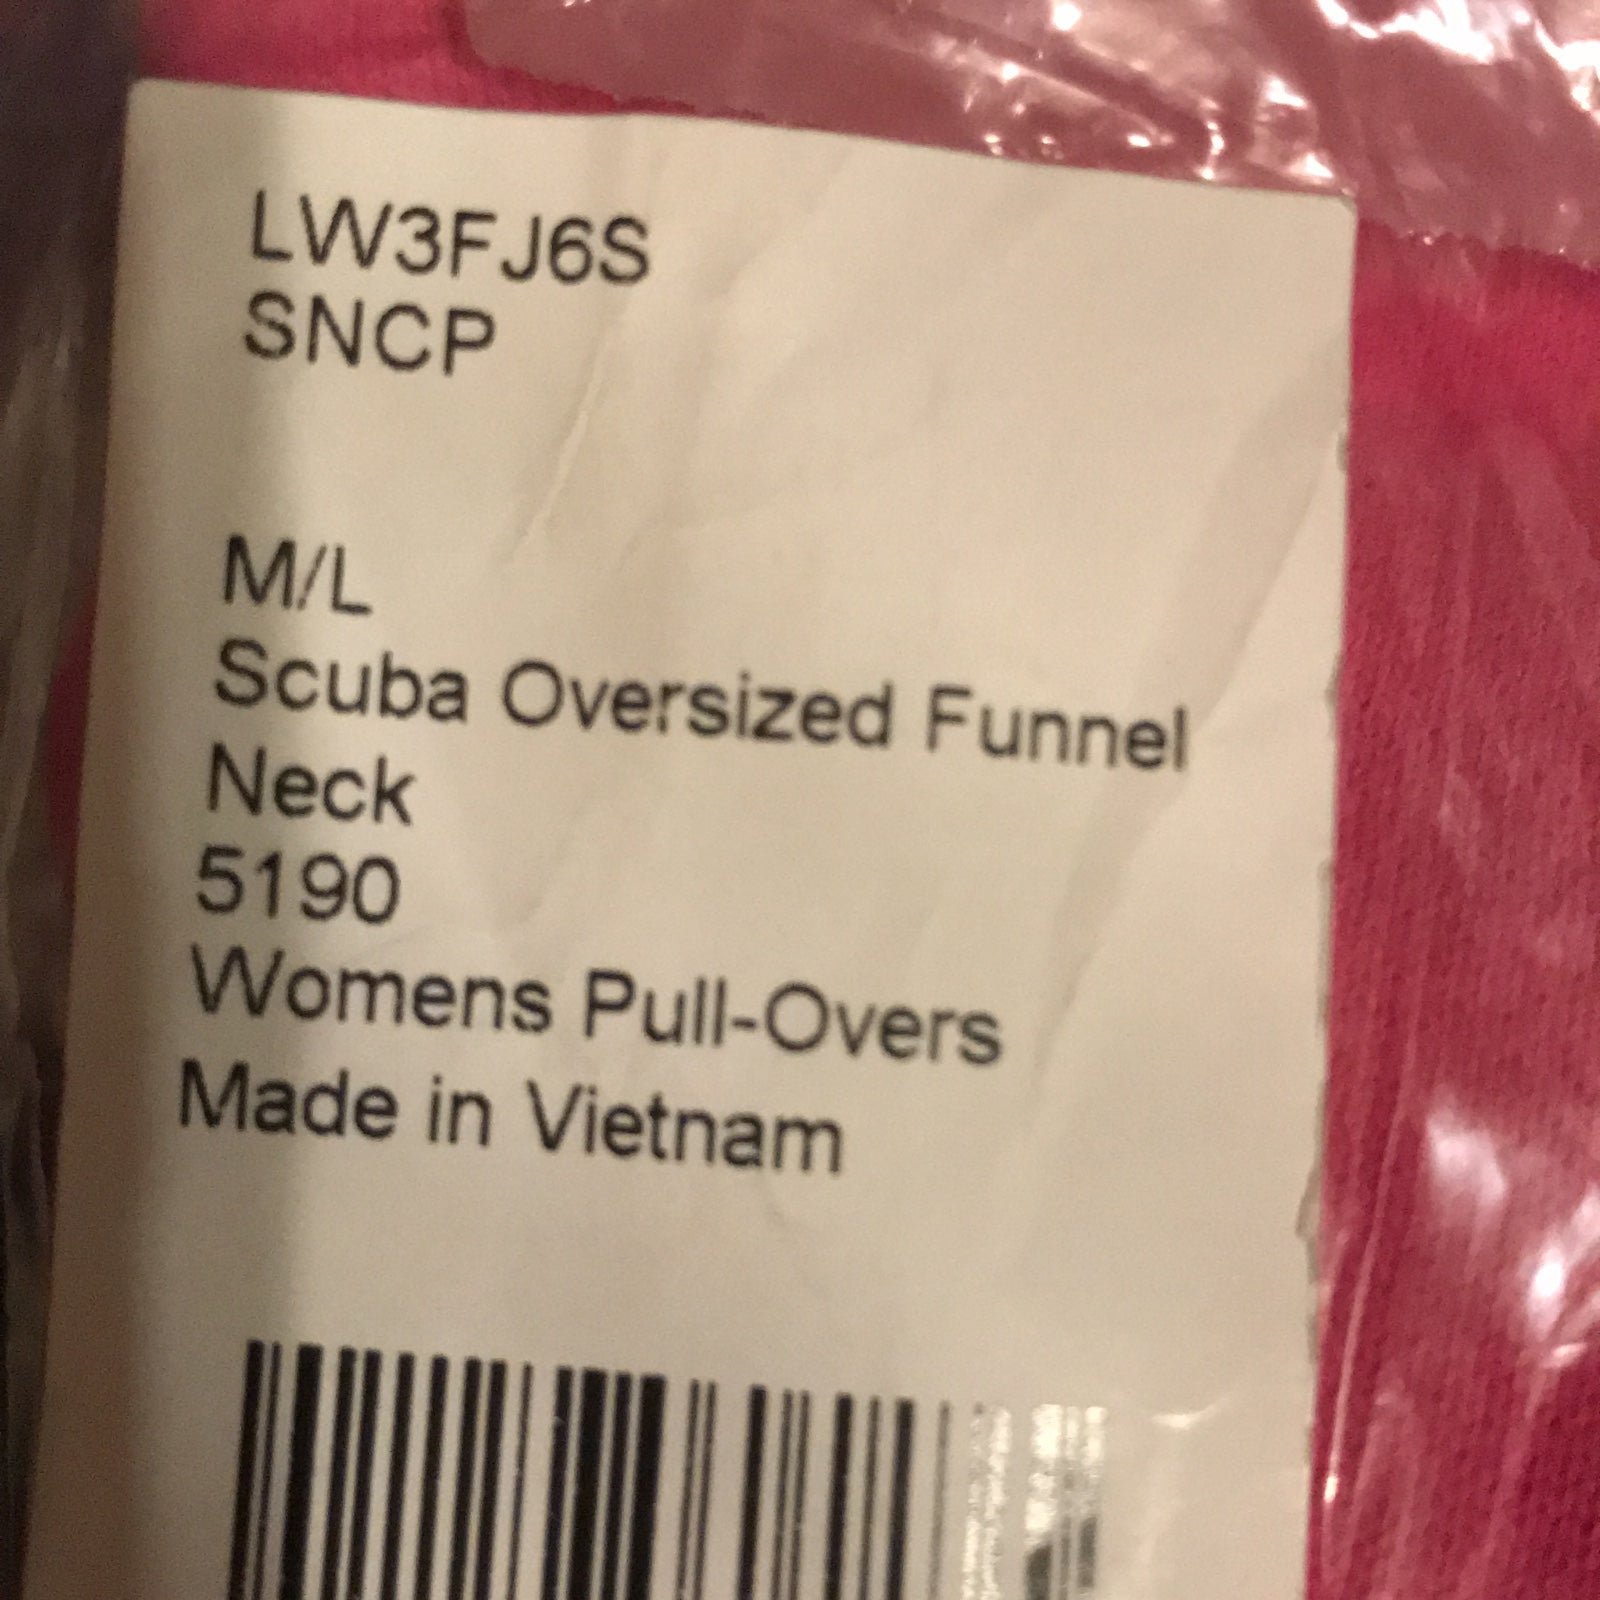 LW3FJ6S
SNCP
M/L
Scuba Oversized Funnel
Neck
5190
Womens Pull-Overs
Made in Vietnam